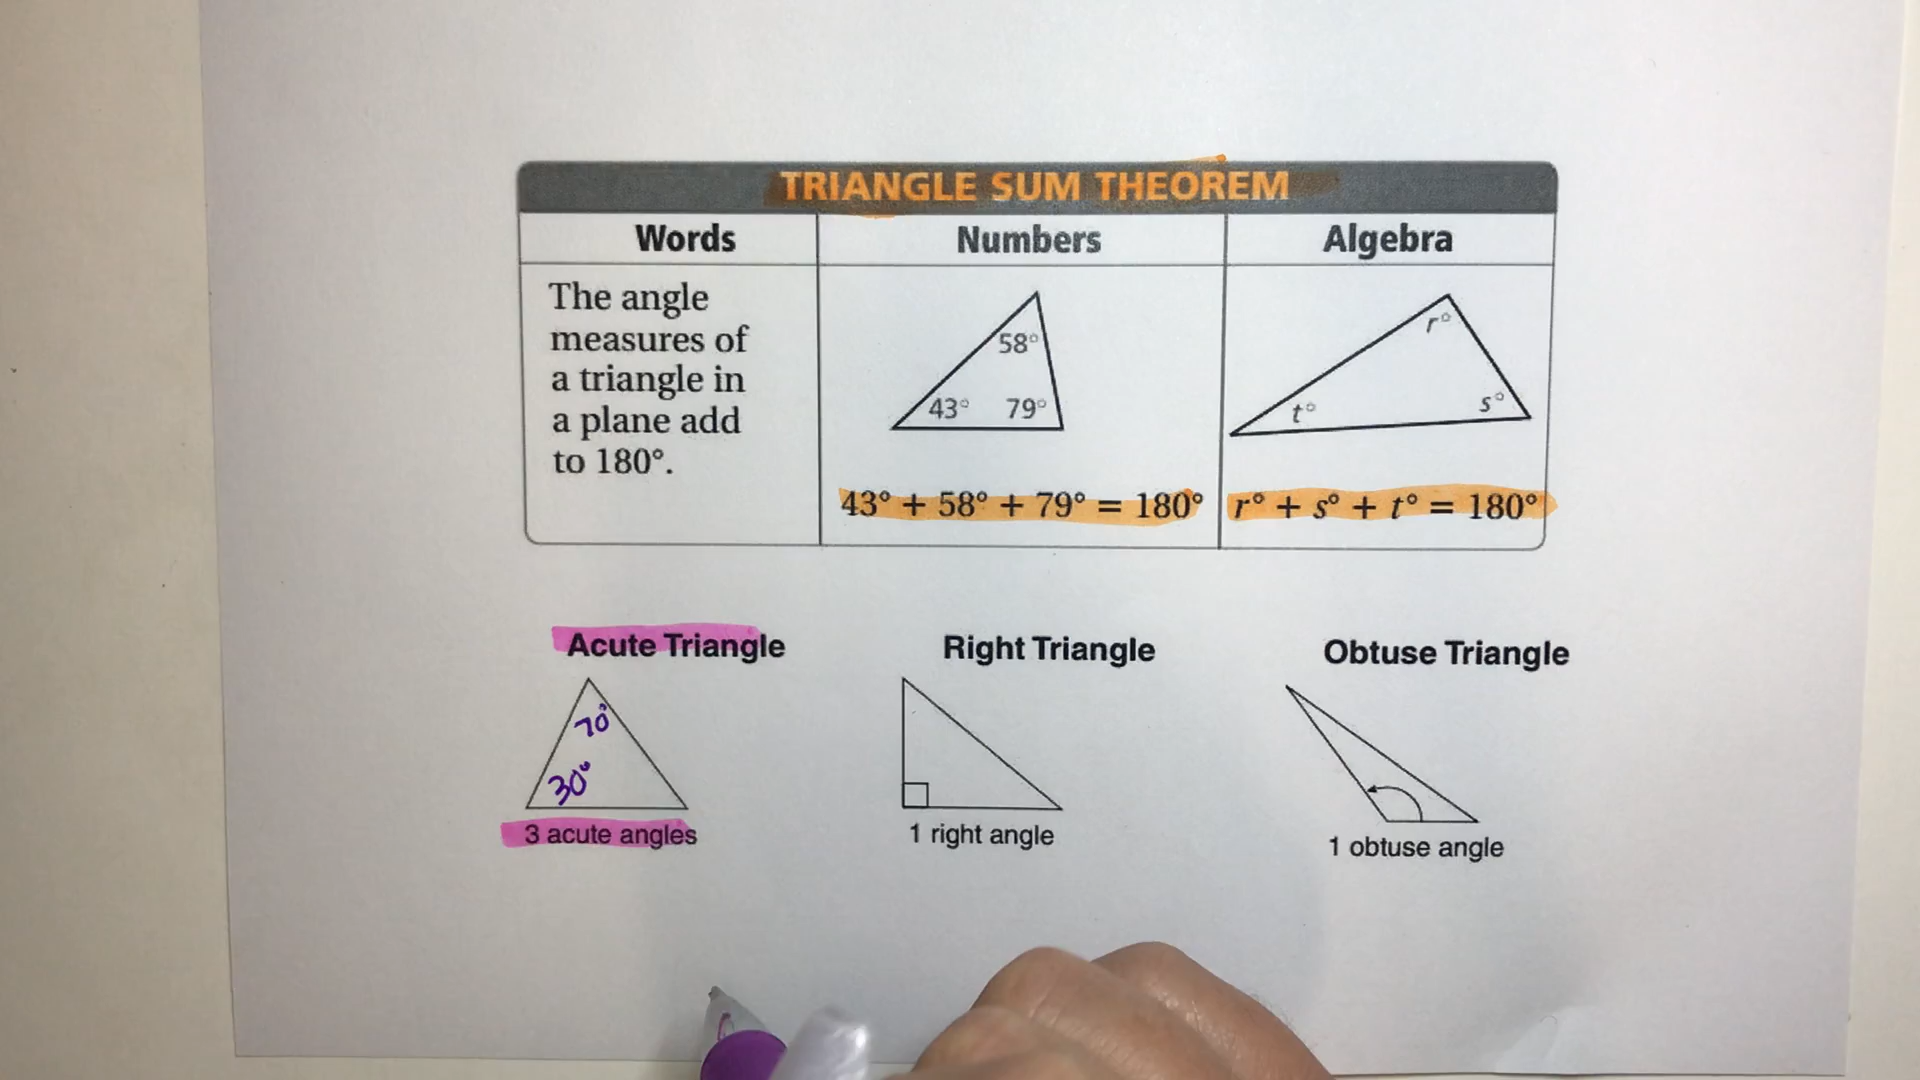 TRIANGLE SUM THEOREM
Words
Numbers
Algebra
The angle
measures of
a triangle in
a plane add
to 180°.
58°
43°
79°
43° + 58° + 79° = 180°
r°
t°
s°
r° + s° + t° = 180°
Acute Triangle
Right Triangle
Obtuse Triangle
70°
30°
3 acute angles
1 right angle
1 obtuse angle